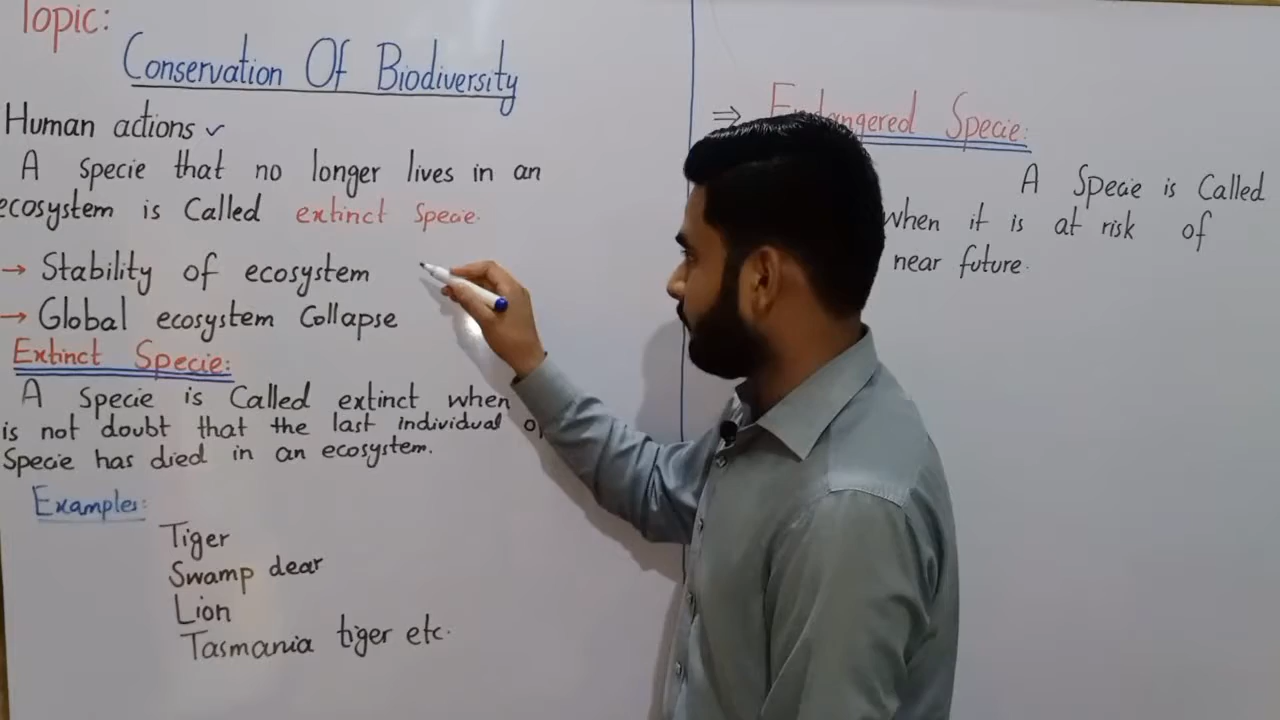 Topic:
Conservation Of Biodiversity
Human actions ✓
A specie that no longer lives in an
ecosystem is Called extinct Specie.
→ Stability of ecosystem
→ Global ecosystem Collapse
Extinct Specie:
A Specie is Called extinct when
is not doubt that the last individual
Specie has died in an ecosystem.
Examples:
Tiger
Swamp dear
Lion
Tasmania tiger etc.
⇒ Endangered Specie:
A Specie is Called
when it is at risk of
near future.